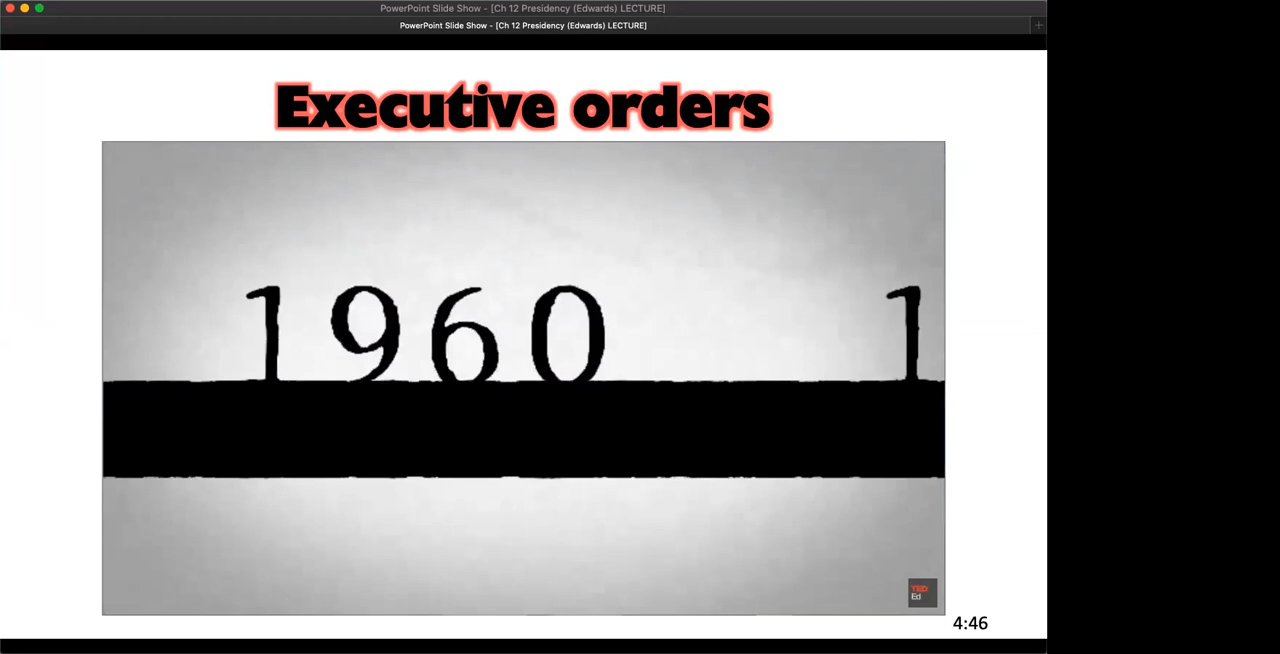 PowerPoint Slide Show - [Ch 12 Presidency (Edwards) LECTURE]
PowerPoint Slide Show - [Ch 12 Presidency (Edwards) LECTURE]
+
Executive orders
1960 1
TED
Ed
4:46